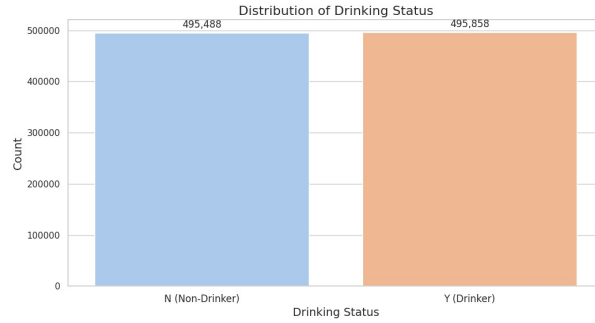 Distribution of Drinking Status
495,488
495,858
500000
400000
300000
200000
100000
0
Count
N (Non-Drinker)
Y (Drinker)
Drinking Status